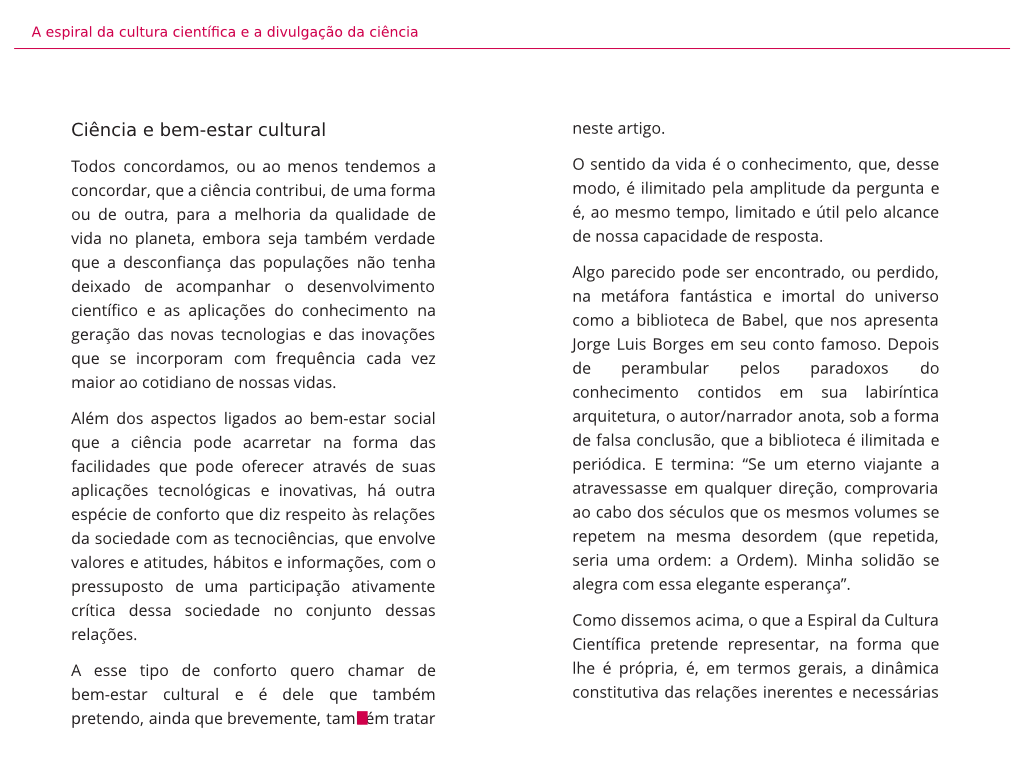 A espiral da cultura científica e a divulgação da ciência
Ciência e bem-estar cultural
Todos concordamos, ou ao menos tendemos a
concordar, que a ciência contribui, de uma forma
ou de outra, para a melhoria da qualidade de
vida no planeta, embora seja também verdade
que a desconfiança das populações não tenha
deixado de acompanhar o desenvolvimento
científico e as aplicações do conhecimento na
geração das novas tecnologias e das inovações
que se incorporam com frequência cada vez
maior ao cotidiano de nossas vidas.
Além dos aspectos ligados ao bem-estar social
que a ciência pode acarretar na forma das
facilidades que pode oferecer através de suas
aplicações tecnológicas e inovativas, há outra
espécie de conforto que diz respeito às relações
da sociedade com as tecnociências, que envolve
valores e atitudes, hábitos e informações, com o
pressuposto de uma participação ativamente
crítica dessa sociedade no conjunto dessas
relações.
A esse tipo de conforto quero chamar de
bem-estar cultural e é dele que também
pretendo, ainda que brevemente, também tratar
neste artigo.
O sentido da vida é o conhecimento, que, desse
modo, é ilimitado pela amplitude da pergunta e
é, ao mesmo tempo, limitado e útil pelo alcance
de nossa capacidade de resposta.
Algo parecido pode ser encontrado, ou perdido,
na metáfora fantástica e imortal do universo
como a biblioteca de Babel, que nos apresenta
Jorge Luis Borges em seu conto famoso. Depois
de perambular pelos paradoxos do
conhecimento contidos em sua labiríntica
arquitetura, o autor/narrador anota, sob a forma
de falsa conclusão, que a biblioteca é ilimitada e
periódica. E termina: “Se um eterno viajante a
atravessasse em qualquer direção, comprovaria
ao cabo dos séculos que os mesmos volumes se
repetem na mesma desordem (que repetida,
seria uma ordem: a Ordem). Minha solidão se
alegra com essa elegante esperança”.
Como dissemos acima, o que a Espiral da Cultura
Científica pretende representar, na forma que
lhe é própria, é, em termos gerais, a dinâmica
constitutiva das relações inerentes e necessárias